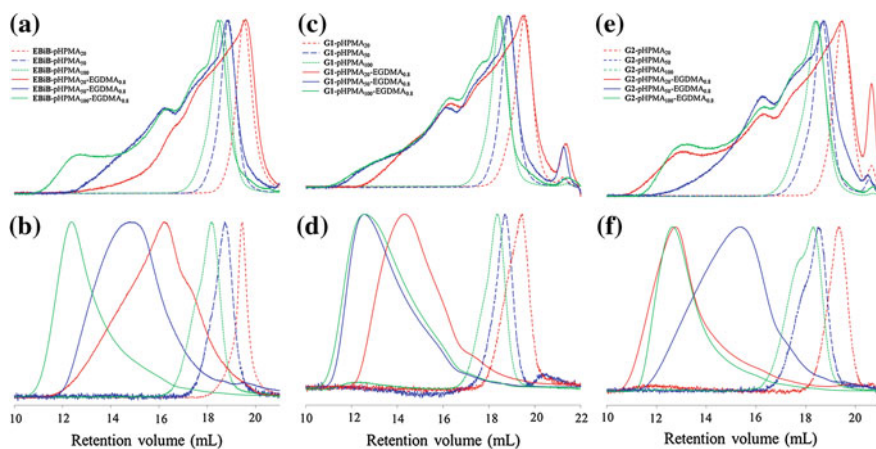 (a)
EBiB-pHPMA₂₀
EBiB-pHPMA₅₀
EBiB-pHPMA₁₀₀
EBiB-pHPMA₂₀-EGDMA₀.₈
EBiB-pHPMA₅₀-EGDMA₀.₈
EBiB-pHPMA₁₀₀-EGDMA₀.₈
(c)
G1-pHPMA₂₀
G1-pHPMA₅₀
G1-pHPMA₁₀₀
G1-pHPMA₂₀-EGDMA₀.₈
G1-pHPMA₅₀-EGDMA₀.₈
G1-pHPMA₁₀₀-EGDMA₀.₈
(e)
G2-pHPMA₂₀
G2-pHPMA₅₀
G2-pHPMA₁₀₀
G2-pHPMA₂₀-EGDMA₀.₈
G2-pHPMA₅₀-EGDMA₀.₈
G2-pHPMA₁₀₀-EGDMA₀.₈
(b)
10 12 14 16 18 20
Retention volume (mL)
(d)
10 12 14 16 18 20 22
Retention volume (mL)
(f)
10 12 14 16 18 20
Retention volume (mL)